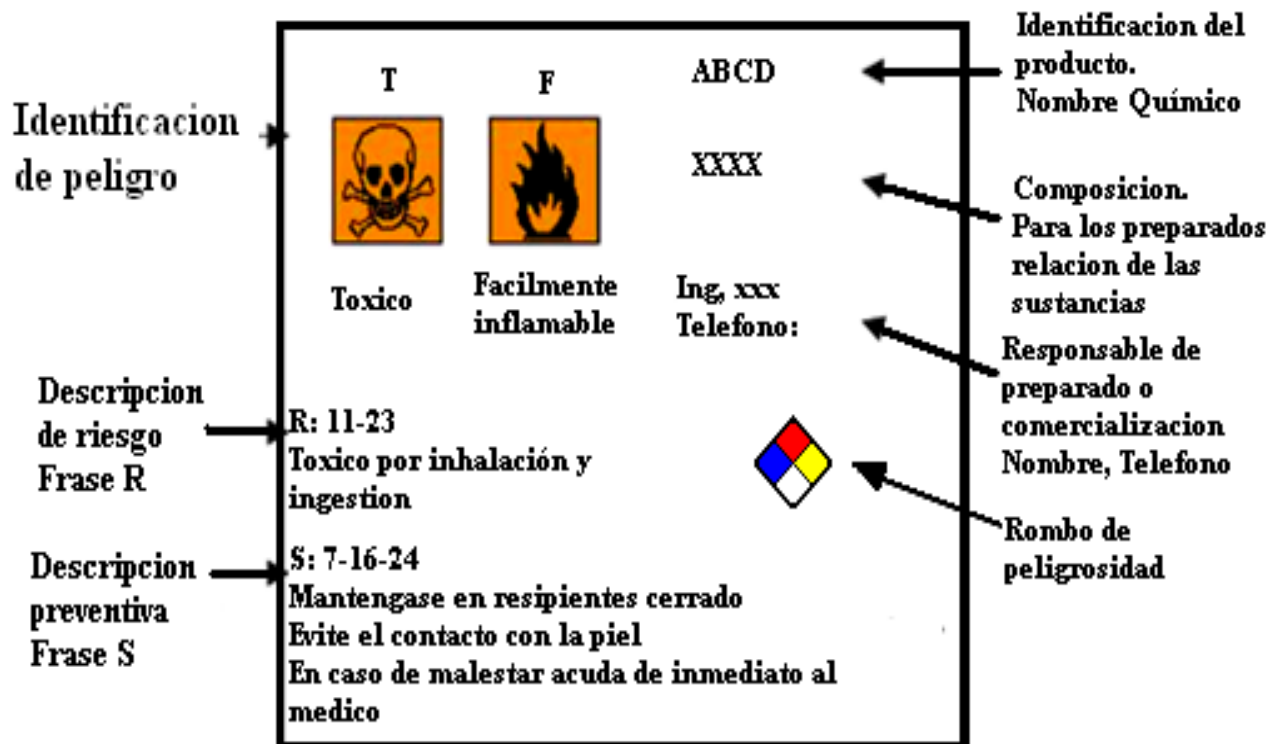 Identificacion
de peligro
T
F
Toxico
Facilmente
inflamable
ABCD
XXXX
Ing, xxx
Telefono:
Identificacion del
producto.
Nombre Químico
Composicion.
Para los preparados
relacion de las
sustancias
Responsable de
preparado o
comercializacion
Nombre, Telefono
Descripcion
de riesgo
Frase R
R: 11-23
Toxico por inhalación y
ingestion
Rombo de
peligrosidad
Descripcion
preventiva
Frase S
S: 7-16-24
Mantengase en resipientes cerrado
Evite el contacto con la piel
En caso de malestar acuda de inmediato al
medico